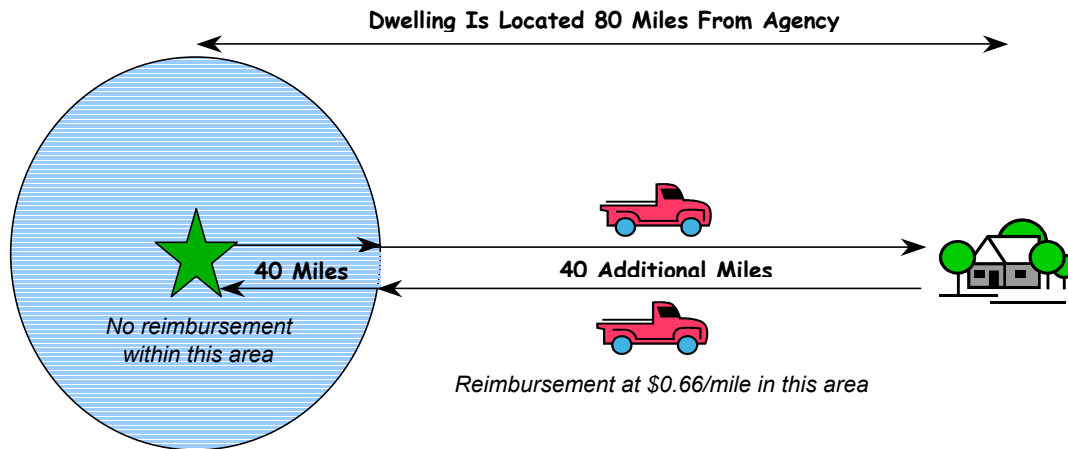 Dwelling Is Located 80 Miles From Agency
40 Miles
40 Additional Miles
No reimbursement
within this area
Reimbursement at $0.66/mile in this area